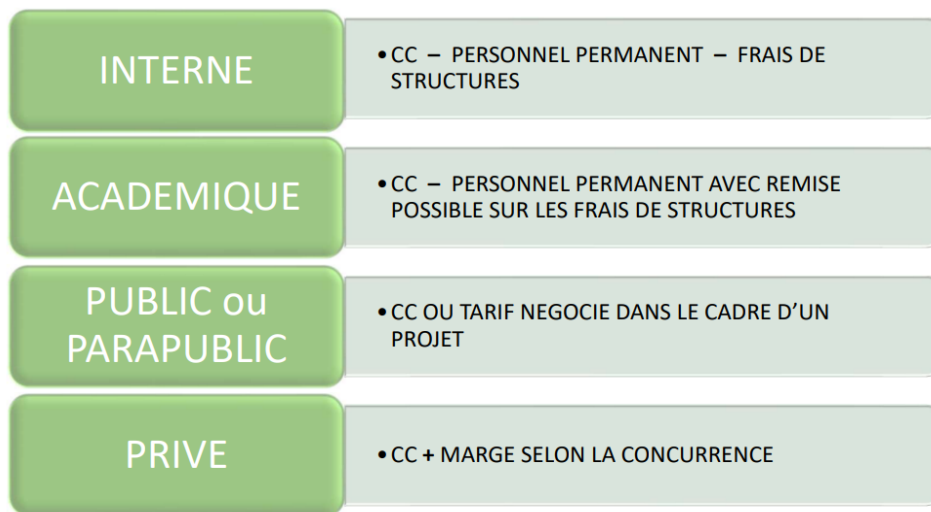 INTERNE
• CC – PERSONNEL PERMANENT – FRAIS DE
STRUCTURES
ACADEMIQUE
• CC – PERSONNEL PERMANENT AVEC REMISE
POSSIBLE SUR LES FRAIS DE STRUCTURES
PUBLIC ou
PARAPUBLIC
• CC OU TARIF NEGOCIE DANS LE CADRE D’UN
PROJET
PRIVE
• CC + MARGE SELON LA CONCURRENCE